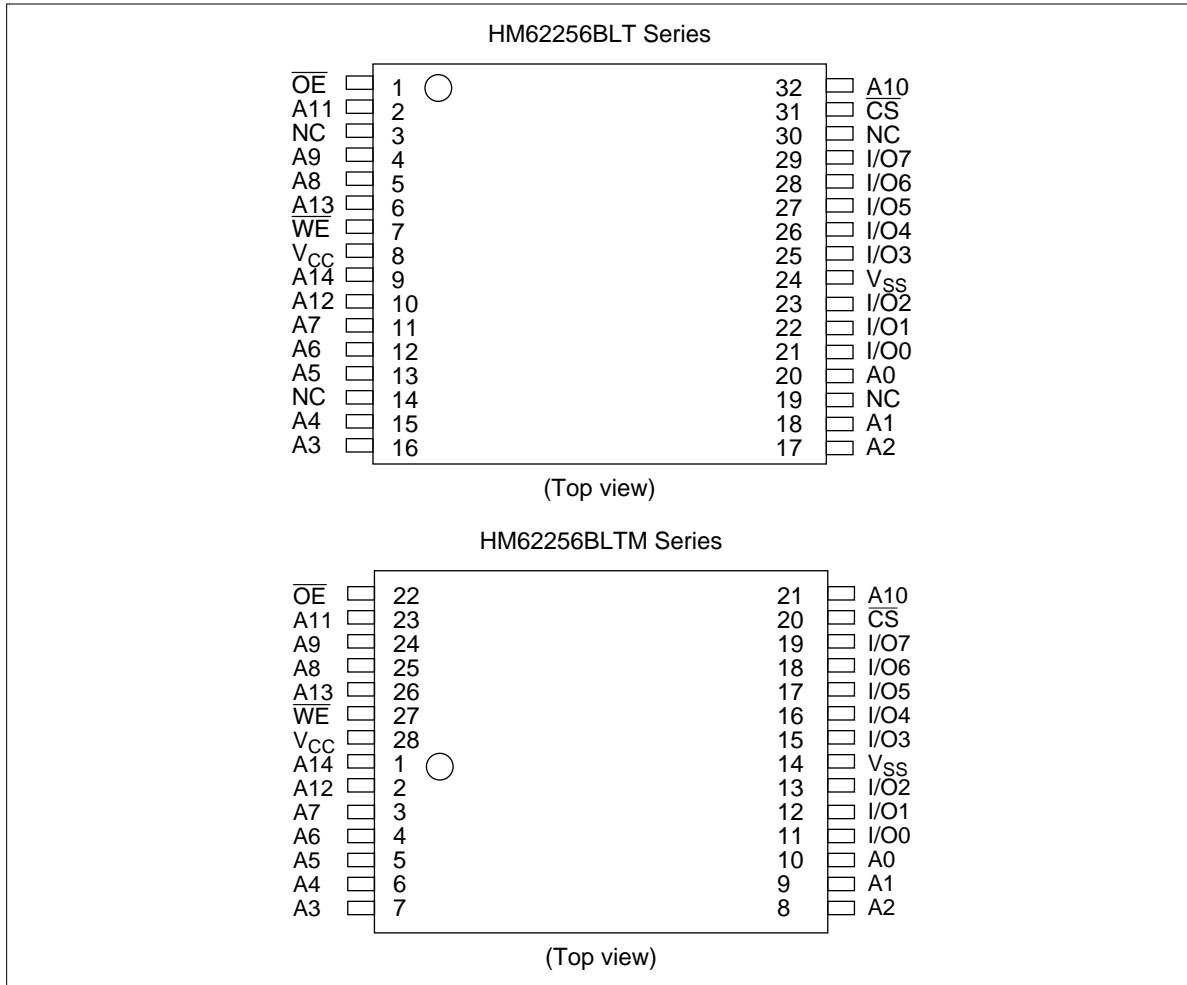 HM62256BLT Series
OE 1 32 A10
A11 2 31 CS
NC 3 30 NC
A9 4 29 I/O7
A8 5 28 I/O6
A13 6 27 I/O5
WE 7 26 I/O4
VCC 8 25 I/O3
A14 9 24 VSS
A12 10 23 I/O2
A7 11 22 I/O1
A6 12 21 I/O0
A5 13 20 A0
NC 14 19 NC
A4 15 18 A1
A3 16 17 A2
(Top view)
HM62256BLTM Series
OE 22 21 A10
A11 23 20 CS
A9 24 19 I/O7
A8 25 18 I/O6
A13 26 17 I/O5
WE 27 16 I/O4
VCC 28 15 I/O3
A14 1 14 VSS
A12 2 13 I/O2
A7 3 12 I/O1
A6 4 11 I/O0
A5 5 10 A0
A4 6 9 A1
A3 7 8 A2
(Top view)